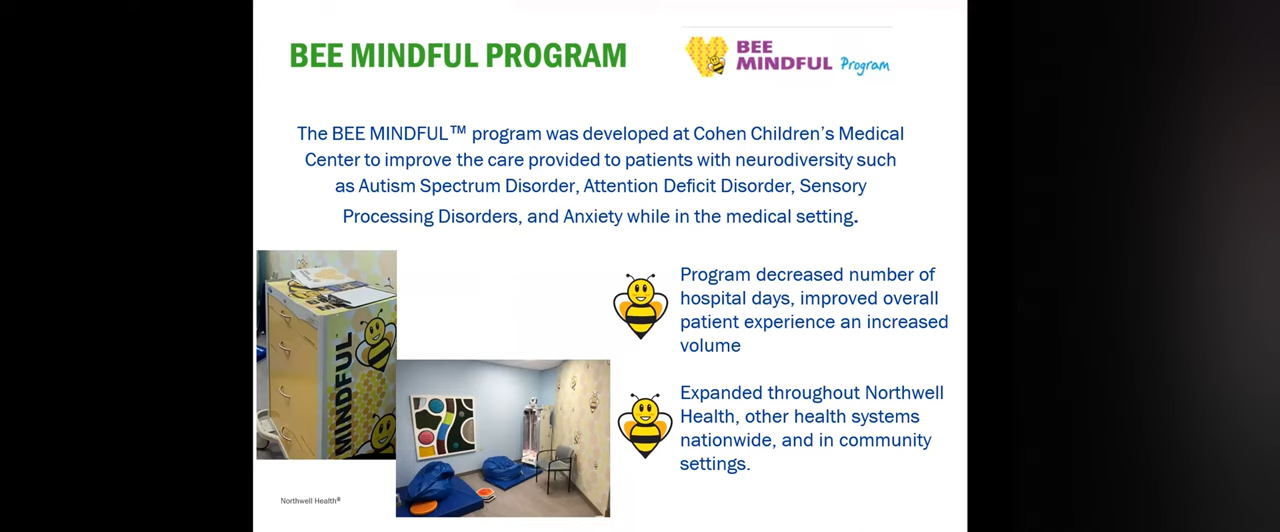 BEE MINDFUL PROGRAM
BEE
MINDFUL Program
The BEE MINDFUL™ program was developed at Cohen Children’s Medical
Center to improve the care provided to patients with neurodiversity such
as Autism Spectrum Disorder, Attention Deficit Disorder, Sensory
Processing Disorders, and Anxiety while in the medical setting.
MINDFUL
Program decreased number of
hospital days, improved overall
patient experience an increased
volume
Expanded throughout Northwell
Health, other health systems
nationwide, and in community
settings.
Northwell Health®